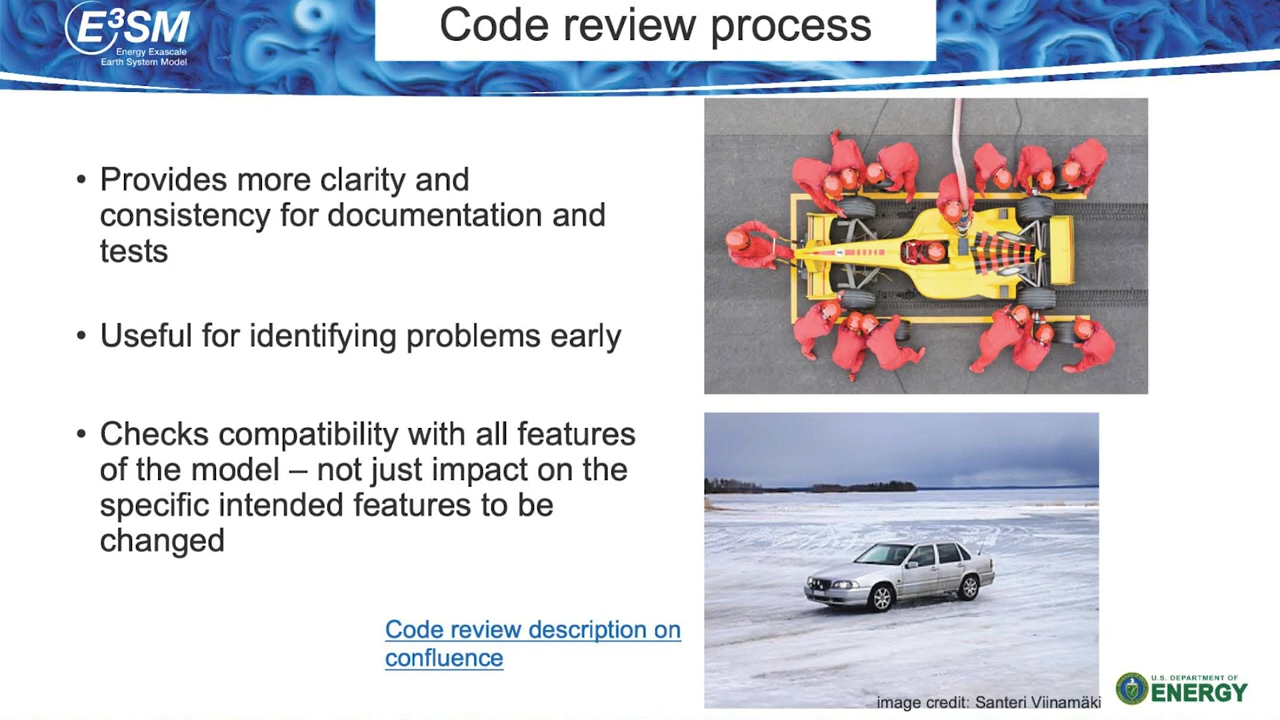 E³SM
Energy Exascale
Earth System Model
Code review process
• Provides more clarity and
consistency for documentation and
tests
• Useful for identifying problems early
• Checks compatibility with all features
of the model – not just impact on the
specific intended features to be
changed
Code review description on
confluence
image credit: Santeri Viinamäki
U.S. DEPARTMENT OF
ENERGY